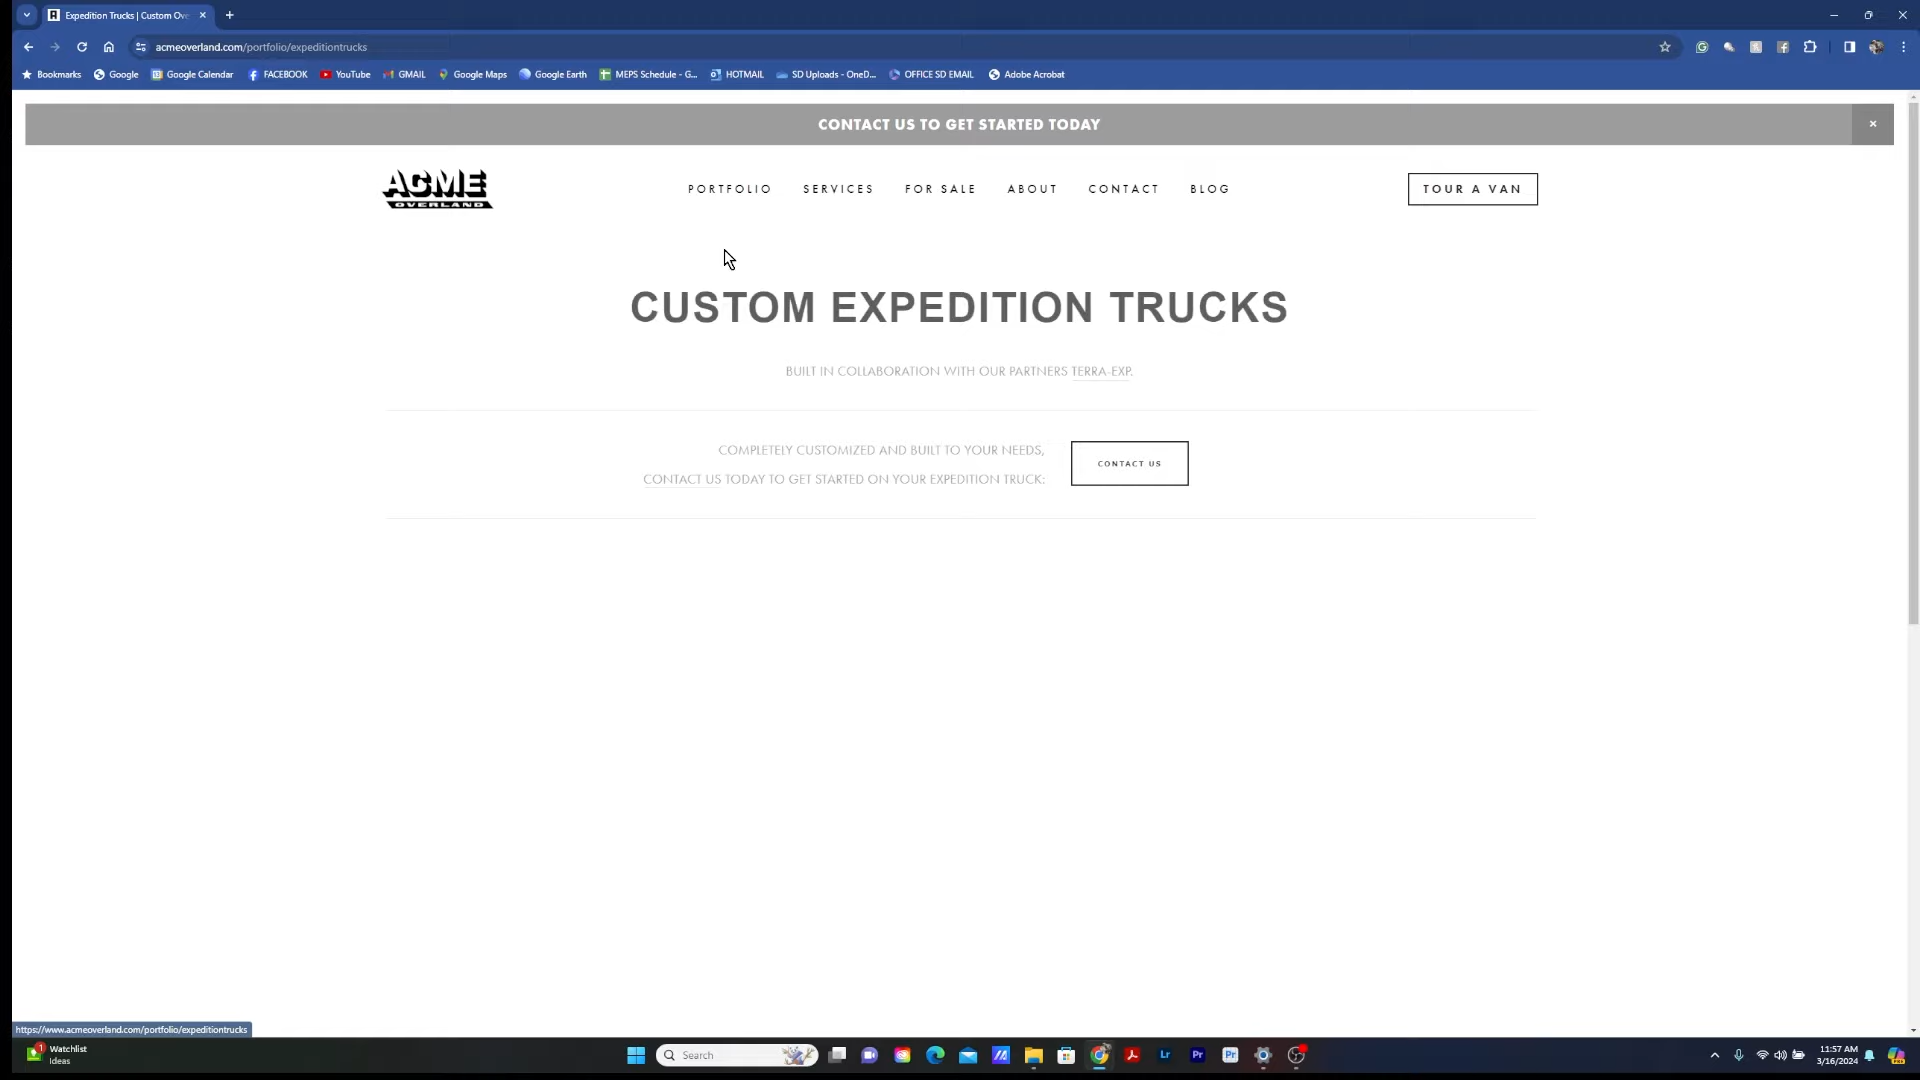 Expedition Trucks | Custom Ove
acmeoverland.com/portfolio/expeditiontrucks
Bookmarks
Google
Google Calendar
FACEBOOK
YouTube
GMAIL
Google Maps
Google Earth
MEPS Schedule - G...
HOTMAIL
SD Uploads - OneD...
OFFICE SD EMAIL
Adobe Acrobat
CONTACT US TO GET STARTED TODAY
ACME
OVERLAND
PORTFOLIO
SERVICES
FOR SALE
ABOUT
CONTACT
BLOG
TOUR A VAN
CUSTOM EXPEDITION TRUCKS
BUILT IN COLLABORATION WITH OUR PARTNERS TERRA-EXP.
COMPLETELY CUSTOMIZED AND BUILT TO YOUR NEEDS,
CONTACT US TODAY TO GET STARTED ON YOUR EXPEDITION TRUCK:
CONTACT US
https://www.acmeoverland.com/portfolio/expeditiontrucks
1
Watchlist
Ideas
Search
Lr
Pr
Pr
11:57 AM
3/16/2024